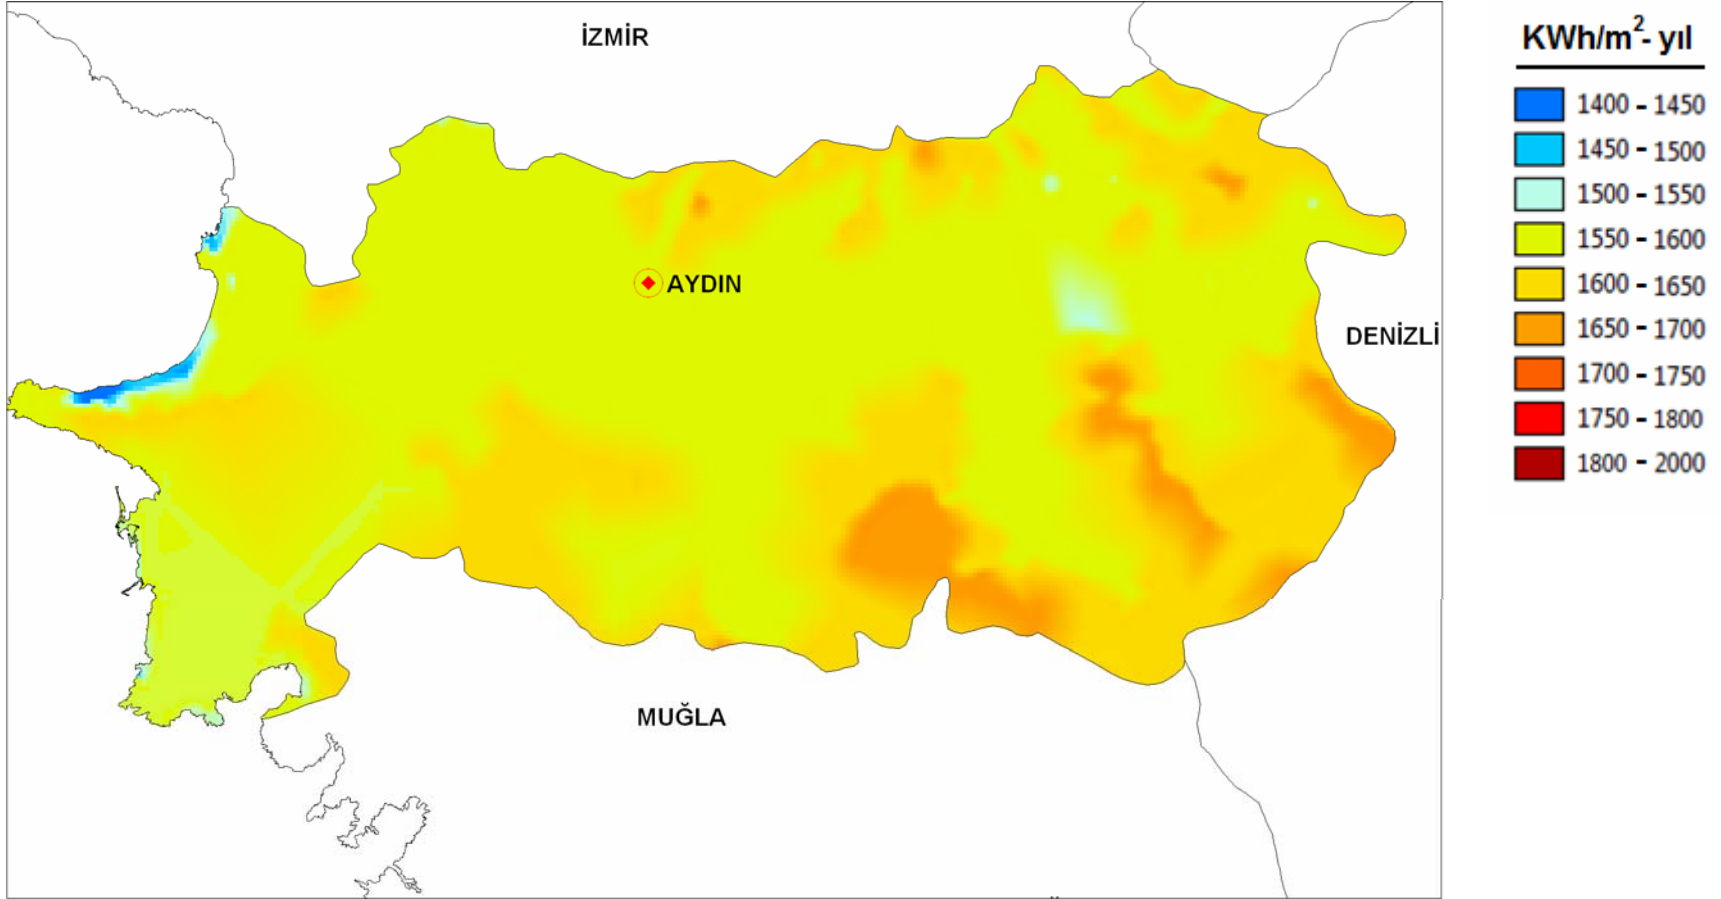 İZMİR
AYDIN
DENİZLİ
MUĞLA
KWh/m²- yıl
1400 - 1450
1450 - 1500
1500 - 1550
1550 - 1600
1600 - 1650
1650 - 1700
1700 - 1750
1750 - 1800
1800 - 2000